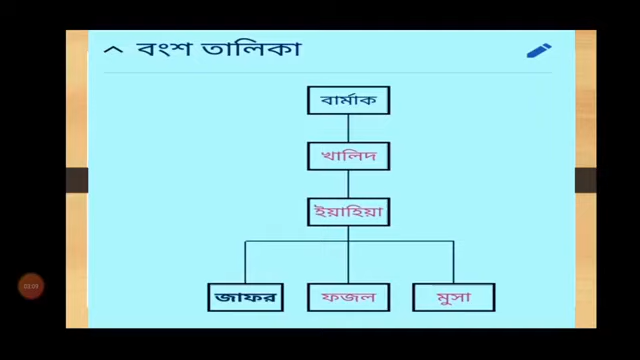 বংশ তালিকা
বার্মাক
খালিদ
ইয়াহিয়া
জাফর ফজল মুসা